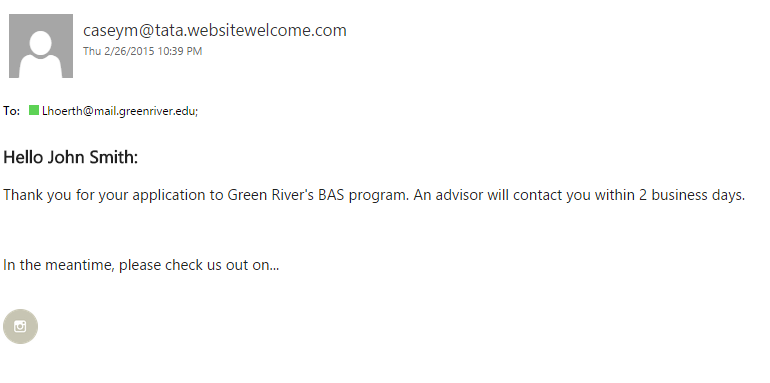 caseym@tata.websitewelcome.com
Thu 2/26/2015 10:39 PM
To: Lhoerth@mail.greenriver.edu;
Hello John Smith:
Thank you for your application to Green River's BAS program. An advisor will contact you within 2 business days.
In the meantime, please check us out on...